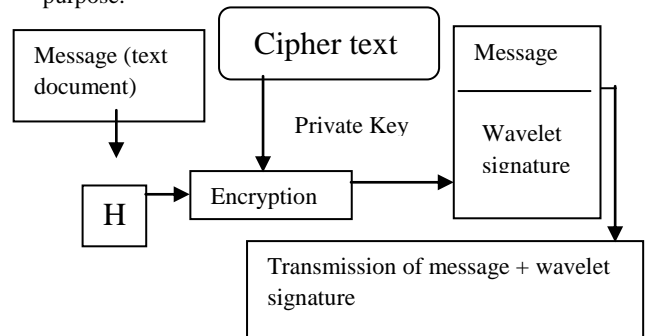 purpose.
Message (text
document)
Cipher text
Private Key
Message
Wavelet
signature
H
Encryption
Transmission of message + wavelet
signature